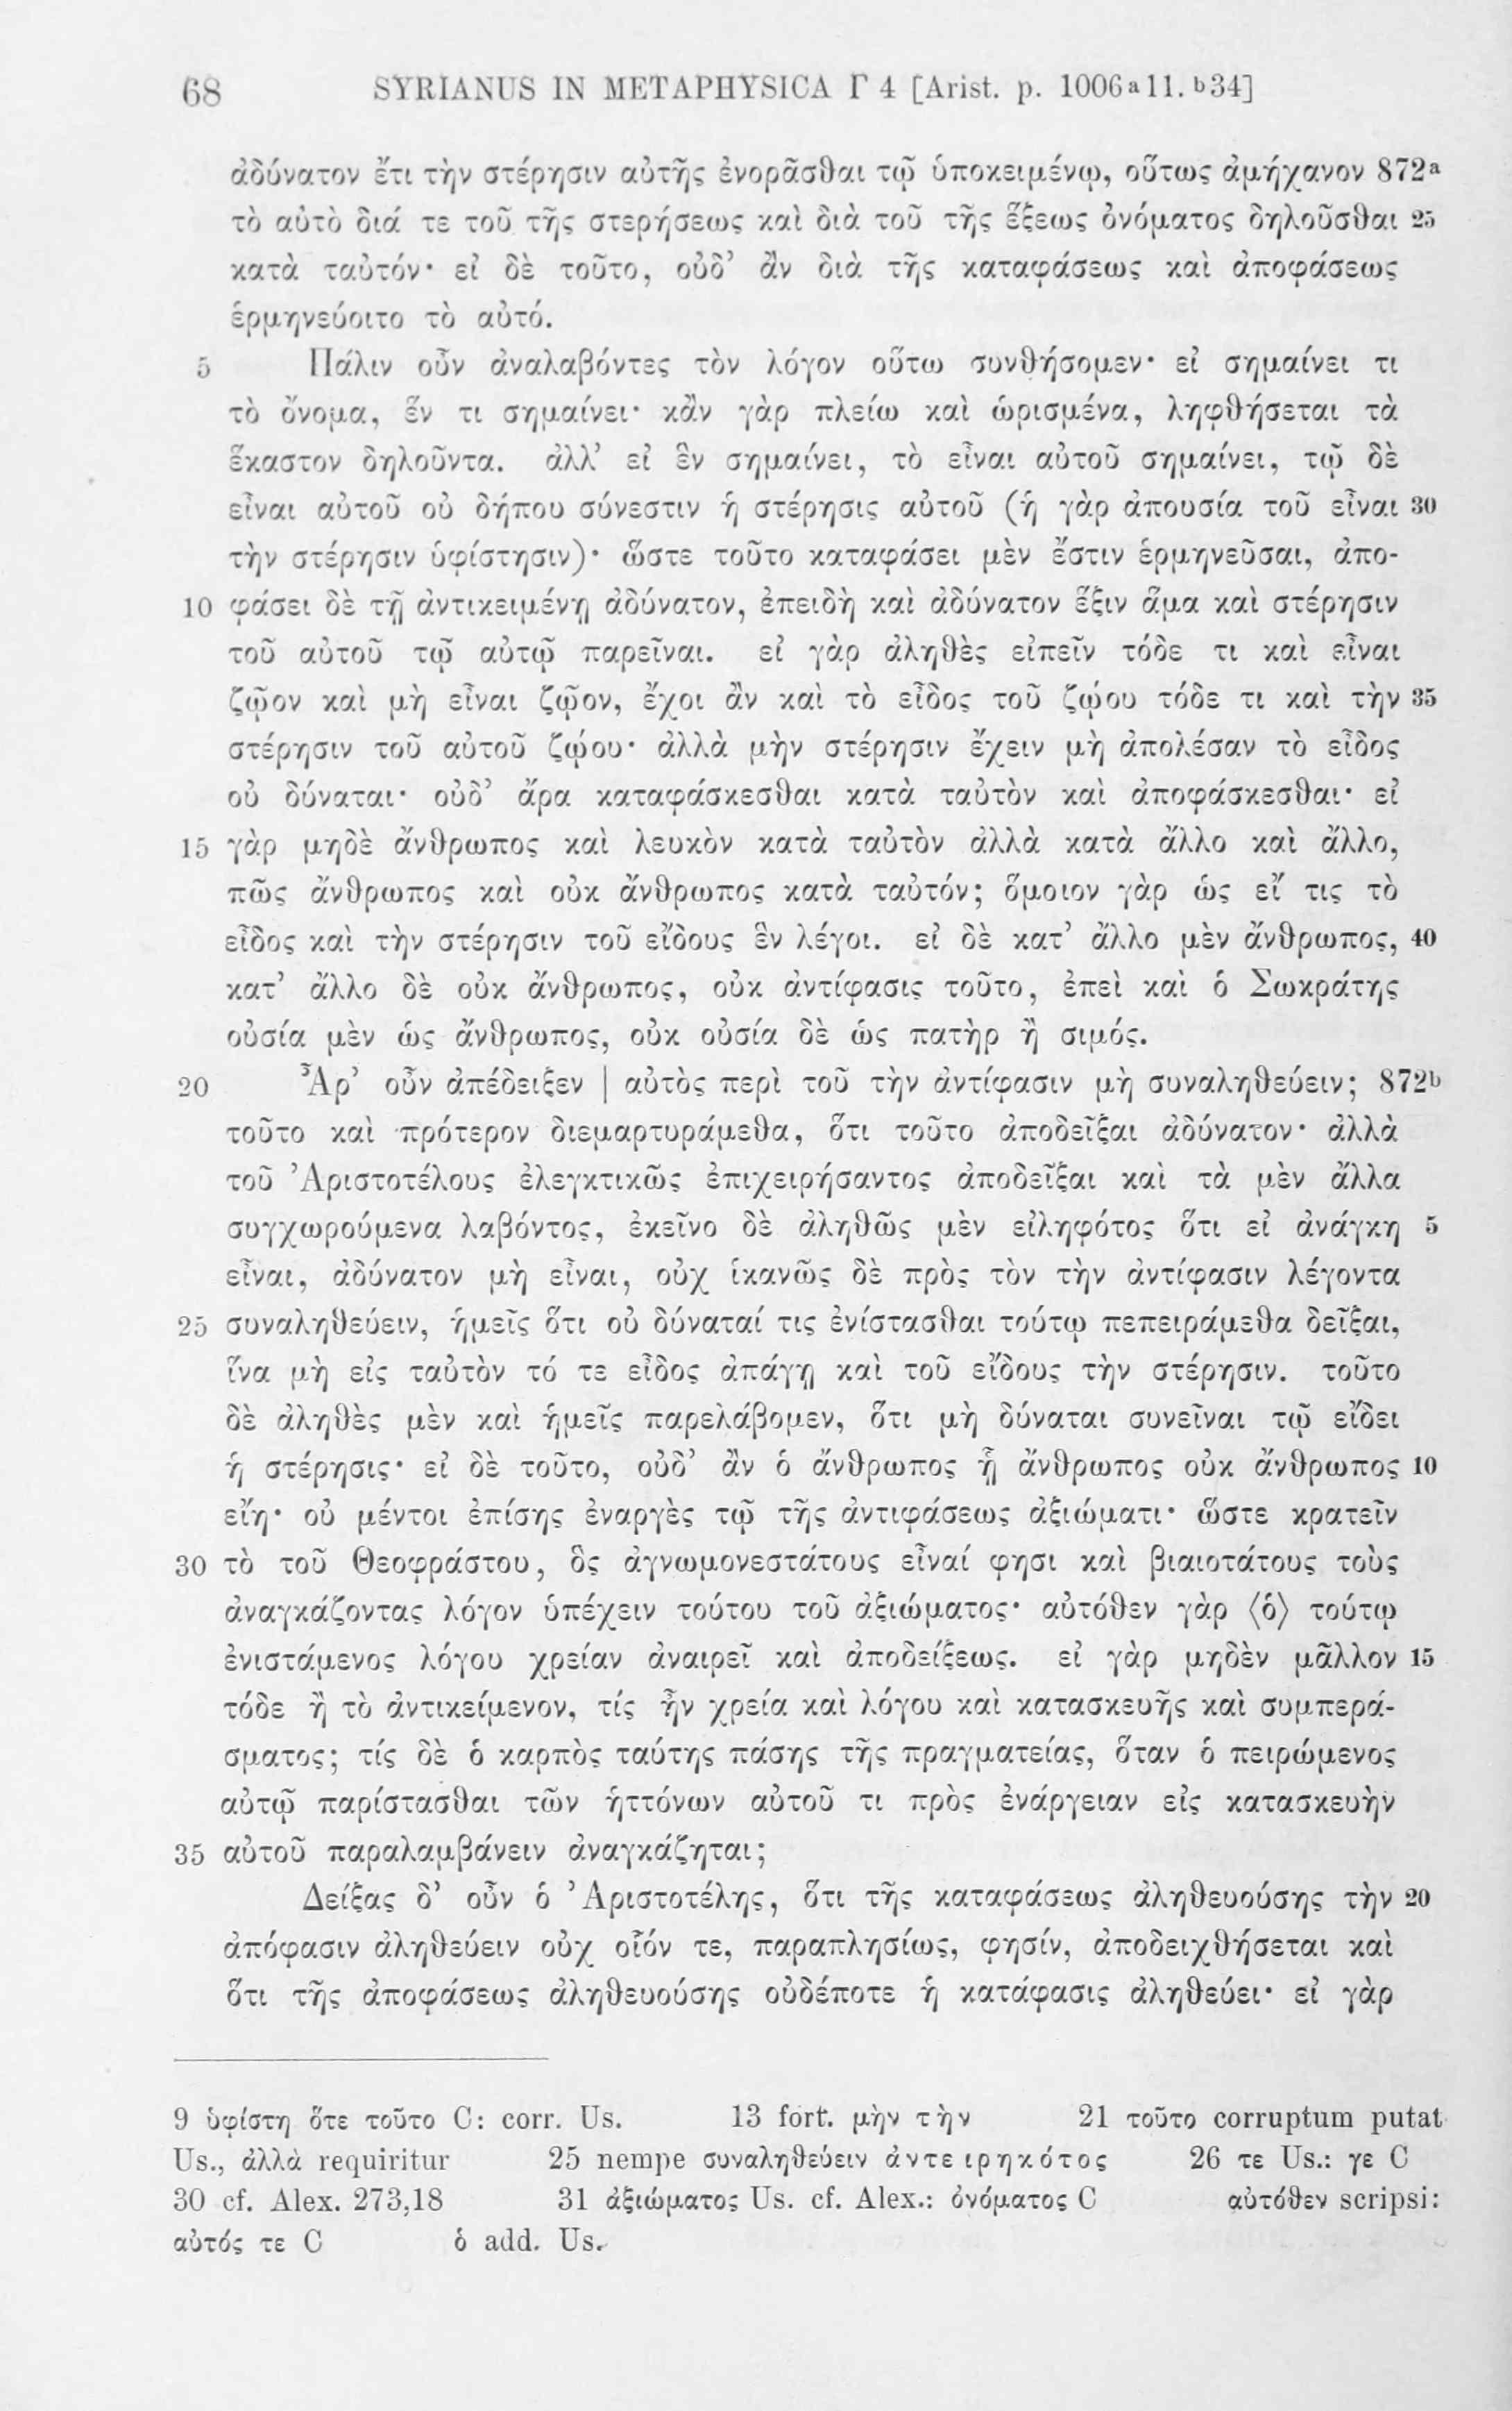 68 SYRIANUS IN METAPHYSICA Γ 4 [Arist. p. 1006ᵃ11. ᵇ34]
ἀδύνατον ἔτι τὴν στέρησιν αὐτῆς ἐνορᾶσθαι τῷ ὑποκειμένῳ, οὕτως ἀμήχανον 872ᵃ
τὸ αὐτὸ διά τε τοῦ τῆς στερήσεως καὶ διὰ τοῦ τῆς ἕξεως ὀνόματος δηλοῦσθαι 25
κατὰ ταὐτόν· εἰ δὲ τοῦτο, οὐδ’ ἂν διὰ τῆς καταφάσεως καὶ ἀποφάσεως
ἑρμηνεύοιτο τὸ αὐτό.
5 Πάλιν οὖν ἀναλαβόντες τὸν λόγον οὕτω συνθήσομεν· εἰ σημαίνει τι
τὸ ὄνομα, ἕν τι σημαίνει· κἂν γὰρ πλείω καὶ ὡρισμένα, ληφθήσεται τὰ
ἕκαστον δηλοῦντα. ἀλλ’ εἰ ἓν σημαίνει, τὸ εἶναι αὐτοῦ σημαίνει, τῷ δὲ
εἶναι αὐτοῦ οὐ δήπου σύνεστιν ἡ στέρησις αὐτοῦ (ἡ γὰρ ἀπουσία τοῦ εἶναι 30
τὴν στέρησιν ὑφίστησιν)· ὥστε τοῦτο καταφάσει μὲν ἔστιν ἑρμηνεῦσαι, ἀπο-
10 φάσει δὲ τῇ ἀντικειμένῃ ἀδύνατον, ἐπειδὴ καὶ ἀδύνατον ἕξιν ἅμα καὶ στέρησιν
τοῦ αὐτοῦ τῷ αὐτῷ παρεῖναι. εἰ γὰρ ἀληθὲς εἰπεῖν τόδε τι καὶ εἶναι
ζῷον καὶ μὴ εἶναι ζῷον, ἔχοι ἂν καὶ τὸ εἶδος τοῦ ζῴου τόδε τι καὶ τὴν 35
στέρησιν τοῦ αὐτοῦ ζῴου· ἀλλὰ μὴν στέρησιν ἔχειν μὴ ἀπολέσαν τὸ εἶδος
οὐ δύναται· οὐδ’ ἄρα καταφάσκεσθαι κατὰ ταὐτὸν καὶ ἀποφάσκεσθαι· εἰ
15 γὰρ μηδὲ ἄνθρωπος καὶ λευκὸν κατὰ ταὐτὸν ἀλλὰ κατὰ ἄλλο καὶ ἄλλο,
πῶς ἄνθρωπος καὶ οὐκ ἄνθρωπος κατὰ ταὐτόν; ὅμοιον γὰρ ὡς εἴ τις τὸ
εἶδος καὶ τὴν στέρησιν τοῦ εἴδους ἓν λέγοι. εἰ δὲ κατ’ ἄλλο μὲν ἄνθρωπος, 40
κατ’ ἄλλο δὲ οὐκ ἄνθρωπος, οὐκ ἀντίφασις τοῦτο, ἐπεὶ καὶ ὁ Σωκράτης
οὐσία μὲν ὡς ἄνθρωπος, οὐκ οὐσία δὲ ὡς πατὴρ ἢ σιμός.
20 Ἆρ’ οὖν ἀπέδειξεν | αὐτὸς περὶ τοῦ τὴν ἀντίφασιν μὴ συναληθεύειν; 872ᵇ
τοῦτο καὶ πρότερον διεμαρτυράμεθα, ὅτι τοῦτο ἀποδεῖξαι ἀδύνατον· ἀλλὰ
τοῦ Ἀριστοτέλους ἐλεγκτικῶς ἐπιχειρήσαντος ἀποδεῖξαι καὶ τὰ μὲν ἄλλα
συγχωρούμενα λαβόντος, ἐκεῖνο δὲ ἀληθῶς μὲν εἰληφότος ὅτι εἰ ἀνάγκη 5
εἶναι, ἀδύνατον μὴ εἶναι, οὐχ ἱκανῶς δὲ πρὸς τὸν τὴν ἀντίφασιν λέγοντα
25 συναληθεύειν, ἡμεῖς ὅτι οὐ δύναταί τις ἐνίστασθαι τούτῳ πεπειράμεθα δεῖξαι,
ἵνα μὴ εἰς ταὐτὸν τό τε εἶδος ἀπάγῃ καὶ τοῦ εἴδους τὴν στέρησιν. τοῦτο
δὲ ἀληθὲς μὲν καὶ ἡμεῖς παρελάβομεν, ὅτι μὴ δύναται συνεῖναι τῷ εἴδει
ἡ στέρησις· εἰ δὲ τοῦτο, οὐδ’ ἂν ὁ ἄνθρωπος ᾗ ἄνθρωπος οὐκ ἄνθρωπος 10
εἴη· οὐ μέντοι ἐπίσης ἐναργὲς τῷ τῆς ἀντιφάσεως ἀξιώματι· ὥστε κρατεῖν
30 τὸ τοῦ Θεοφράστου, ὃς ἀγνωμονεστάτους εἶναί φησι καὶ βιαιοτάτους τοὺς
ἀναγκάζοντας λόγον ὑπέχειν τούτου τοῦ ἀξιώματος· αὐτόθεν γὰρ ⟨ὁ⟩ τούτῳ
ἐνιστάμενος λόγου χρείαν ἀναιρεῖ καὶ ἀποδείξεως. εἰ γὰρ μηδὲν μᾶλλον 15
τόδε ἢ τὸ ἀντικείμενον, τίς ἦν χρεία καὶ λόγου καὶ κατασκευῆς καὶ συμπερά-
σματος; τίς δὲ ὁ καρπὸς ταύτης πάσης τῆς πραγματείας, ὅταν ὁ πειρώμενος
αὐτῷ παρίστασθαι τῶν ἡττόνων αὐτοῦ τι πρὸς ἐνάργειαν εἰς κατασκευὴν
35 αὐτοῦ παραλαμβάνειν ἀναγκάζηται;
Δείξας δ’ οὖν ὁ Ἀριστοτέλης, ὅτι τῆς καταφάσεως ἀληθευούσης τὴν 20
ἀπόφασιν ἀληθεύειν οὐχ οἷόν τε, παραπλησίως, φησίν, ἀποδειχθήσεται καὶ
ὅτι τῆς ἀποφάσεως ἀληθευούσης οὐδέποτε ἡ κατάφασις ἀληθεύει· εἰ γὰρ
9 ὑφίστη ὅτε τοῦτο C: corr. Us. 13 fort. μὴν τὴν 21 τοῦτο corruptum putat
Us., ἀλλὰ requiritur 25 nempe συναληθεύειν ἀντειρηκότος 26 τε Us.: γε C
30 cf. Alex. 273,18 31 ἀξιώματος Us. cf. Alex.: ὀνόματος C αὐτόθεν scripsi:
αὐτός τε C ὁ add. Us.